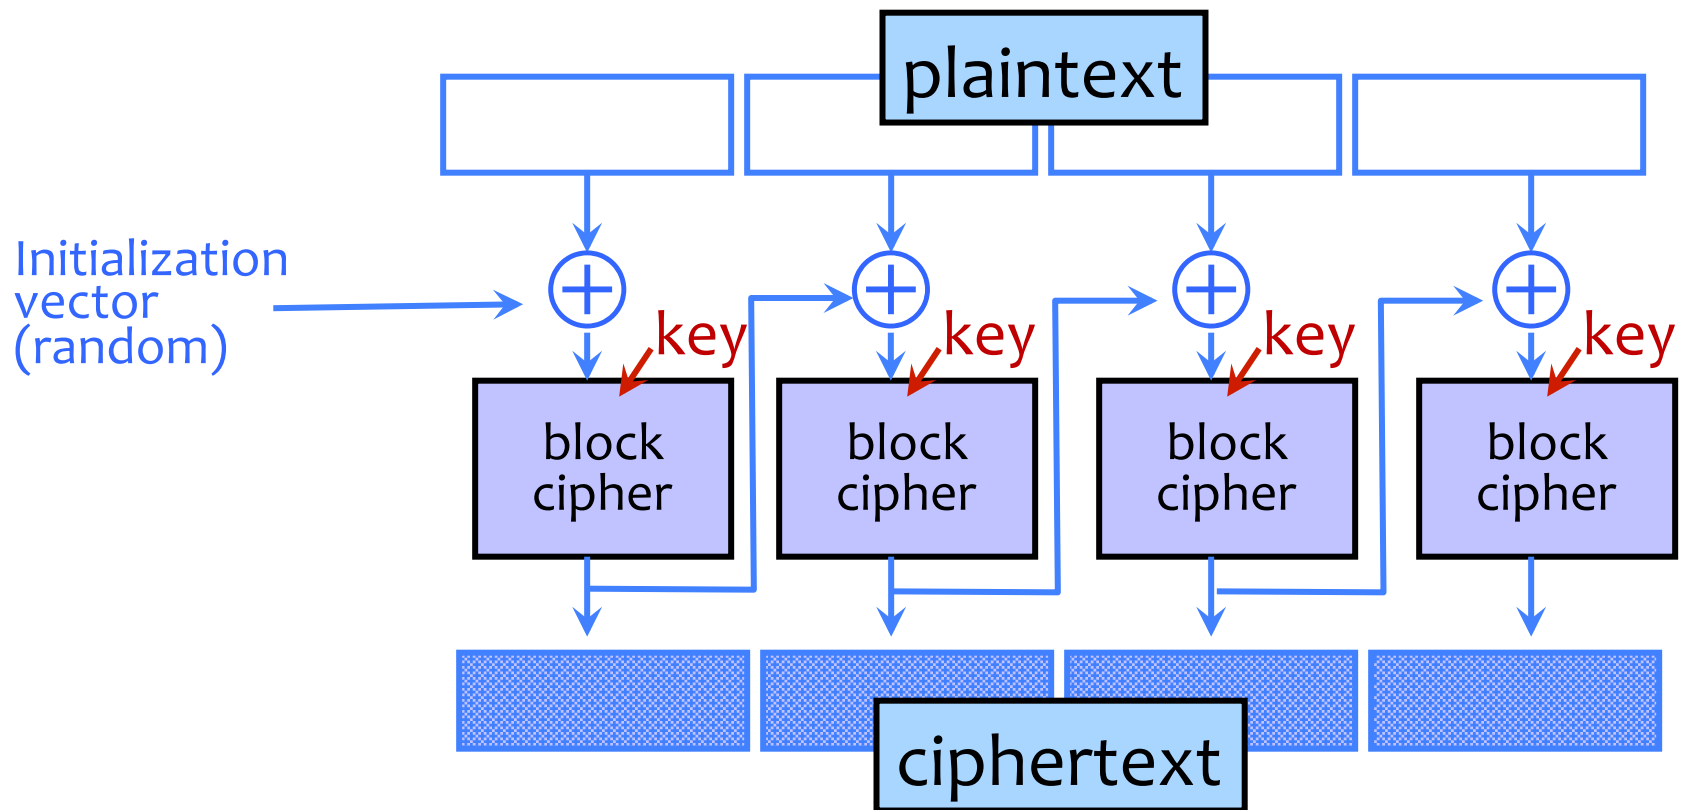 plaintext
Initialization
vector
(random)
key
key
key
key
block
cipher
block
cipher
block
cipher
block
cipher
ciphertext